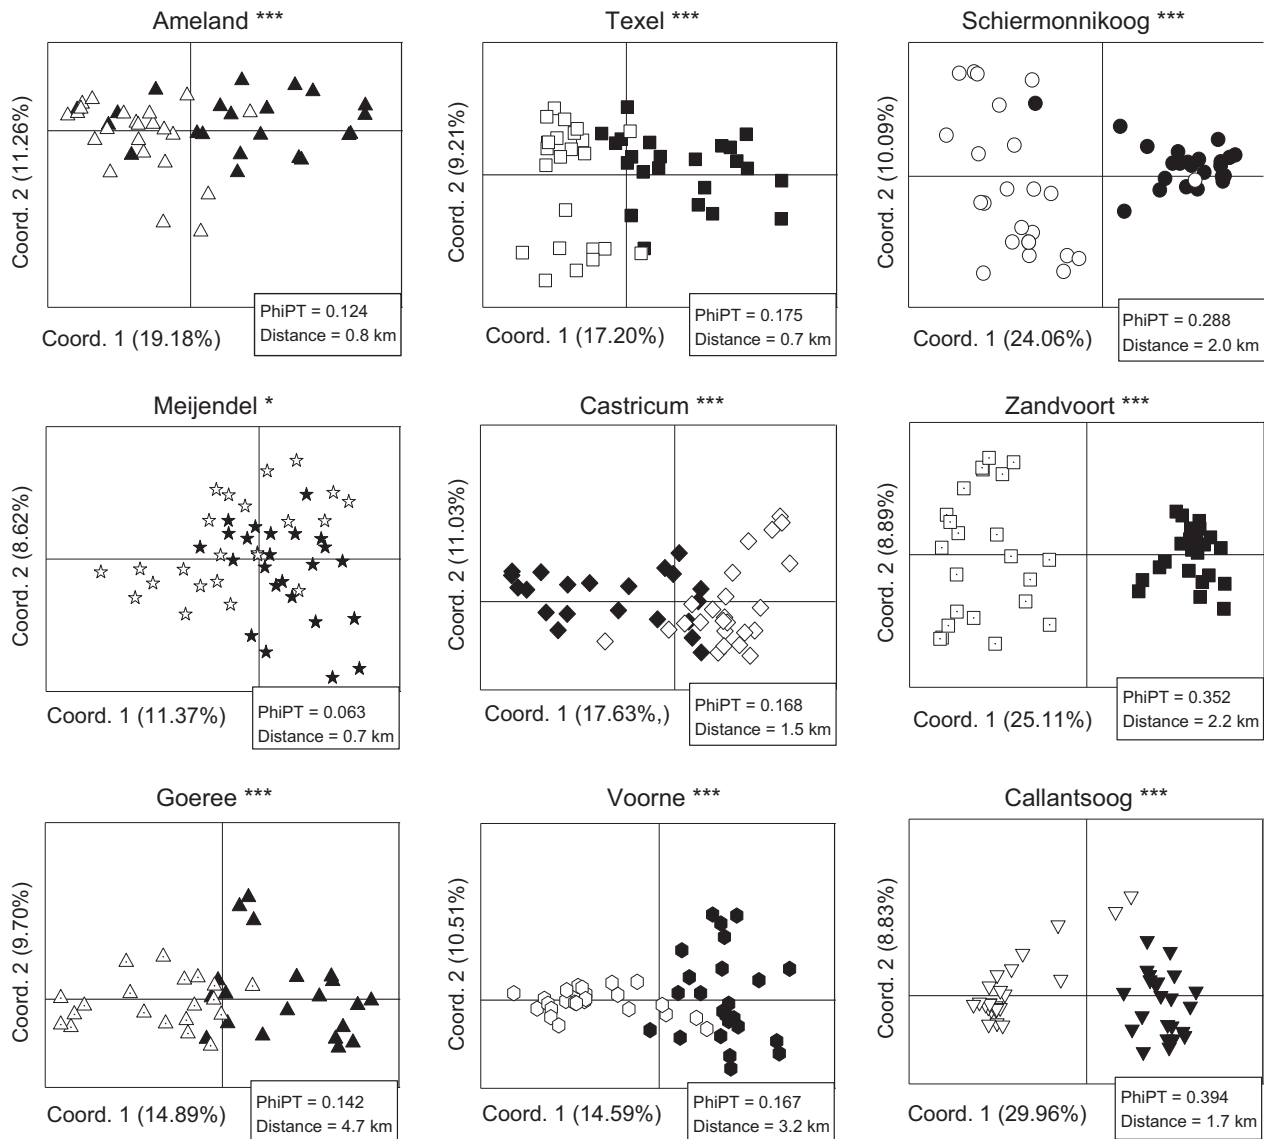 Ameland ***
Coord. 2 (11.26%)
Coord. 1 (19.18%)
PhiPT = 0.124
Distance = 0.8 km
Texel ***
Coord. 2 (9.21%)
Coord. 1 (17.20%)
PhiPT = 0.175
Distance = 0.7 km
Schiermonnikoog ***
Coord. 2 (10.09%)
Coord. 1 (24.06%)
PhiPT = 0.288
Distance = 2.0 km
Meijendel *
Coord. 2 (8.62%)
Coord. 1 (11.37%)
PhiPT = 0.063
Distance = 0.7 km
Castricum ***
Coord. 2 (11.03%)
Coord. 1 (17.63%,)
PhiPT = 0.168
Distance = 1.5 km
Zandvoort ***
Coord. 2 (8.89%)
Coord. 1 (25.11%)
PhiPT = 0.352
Distance = 2.2 km
Goeree ***
Coord. 2 (9.70%)
Coord. 1 (14.89%)
PhiPT = 0.142
Distance = 4.7 km
Voorne ***
Coord. 2 (10.51%)
Coord. 1 (14.59%)
PhiPT = 0.167
Distance = 3.2 km
Callantsoog ***
Coord. 2 (8.83%)
Coord. 1 (29.96%)
PhiPT = 0.394
Distance = 1.7 km